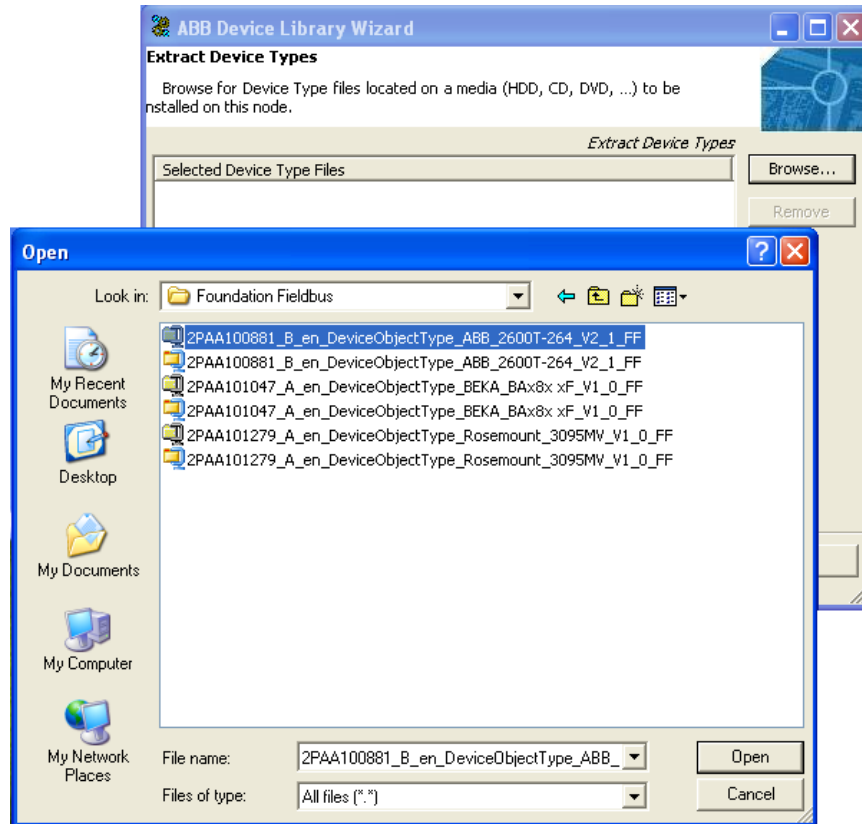 ABB Device Library Wizard
Extract Device Types
Browse for Device Type files located on a media (HDD, CD, DVD, ...) to be
nstalled on this node.
Extract Device Types
Selected Device Type Files
Browse...
Remove
Open
Look in:
Foundation Fieldbus
2PAA100881_B_en_DeviceObjectType_ABB_2600T-264_V2_1_FF
2PAA100881_B_en_DeviceObjectType_ABB_2600T-264_V2_1_FF
2PAA101047_A_en_DeviceObjectType_BEKA_BAx8x xF_V1_0_FF
2PAA101047_A_en_DeviceObjectType_BEKA_BAx8x xF_V1_0_FF
2PAA101279_A_en_DeviceObjectType_Rosemount_3095MV_V1_0_FF
2PAA101279_A_en_DeviceObjectType_Rosemount_3095MV_V1_0_FF
My Recent
Documents
Desktop
My Documents
My Computer
My Network
Places
File name:
2PAA100881_B_en_DeviceObjectType_ABB_
Open
Files of type:
All files (*.*)
Cancel